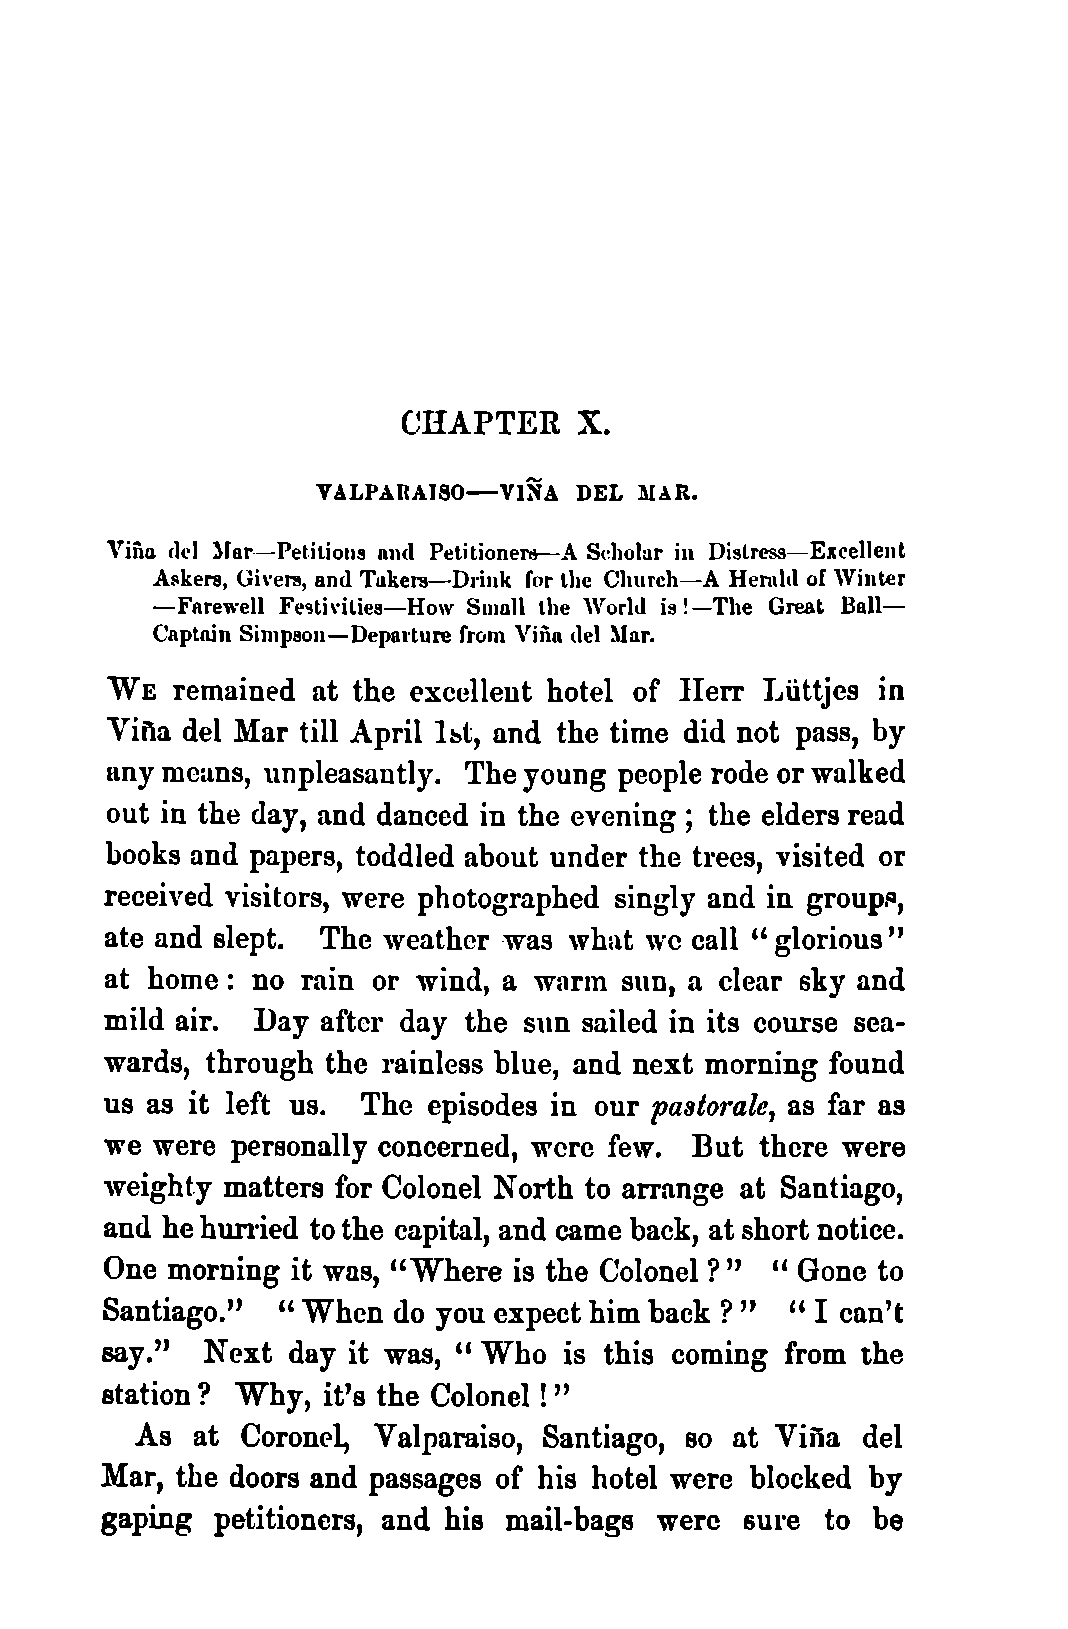 CHAPTER X.
VALPARAISO—VIÑA DEL MAR.
Viña del Mar—Petitions and Petitioners—A Scholar in Distress—Excellent
Askers, Givers, and Takers—Drink for the Church—A Herald of Winter
—Farewell Festivities—How Small the World is!—The Great Ball—
Captain Simpson—Departure from Viña del Mar.
WE remained at the excellent hotel of Herr Lüttjes in
Viña del Mar till April 1st, and the time did not pass, by
any means, unpleasantly. The young people rode or walked
out in the day, and danced in the evening; the elders read
books and papers, toddled about under the trees, visited or
received visitors, were photographed singly and in groups,
ate and slept. The weather was what we call "glorious"
at home: no rain or wind, a warm sun, a clear sky and
mild air. Day after day the sun sailed in its course sea-
wards, through the rainless blue, and next morning found
us as it left us. The episodes in our pastorale, as far as
we were personally concerned, were few. But there were
weighty matters for Colonel North to arrange at Santiago,
and he hurried to the capital, and came back, at short notice.
One morning it was, "Where is the Colonel?" "Gone to
Santiago." "When do you expect him back?" "I can't
say." Next day it was, "Who is this coming from the
station? Why, it's the Colonel!"
As at Coronel, Valparaiso, Santiago, so at Viña del
Mar, the doors and passages of his hotel were blocked by
gaping petitioners, and his mail-bags were sure to be